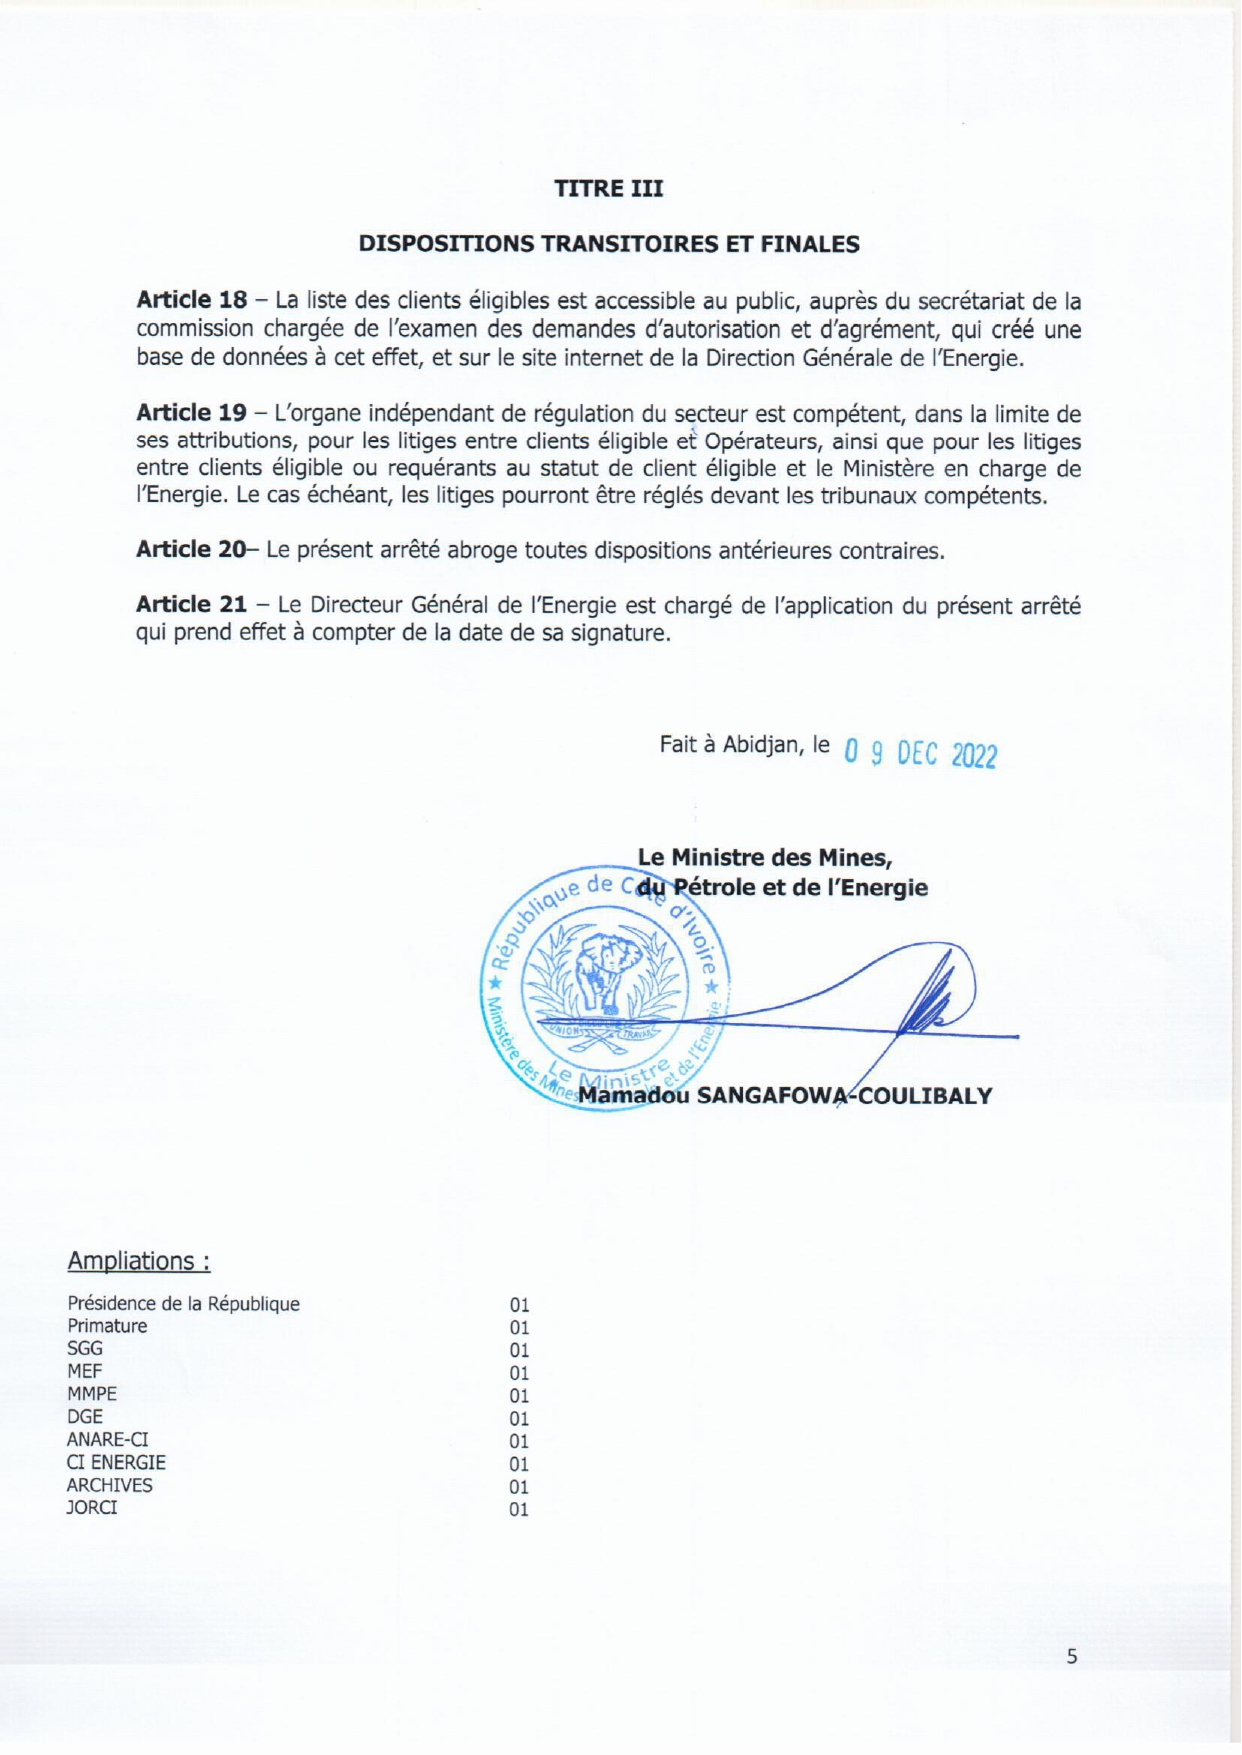 TITRE III
DISPOSITIONS TRANSITOIRES ET FINALES
Article 18 – La liste des clients éligibles est accessible au public, auprès du secrétariat de la
commission chargée de l'examen des demandes d'autorisation et d'agrément, qui créé une
base de données à cet effet, et sur le site internet de la Direction Générale de l'Energie.
Article 19 – L'organe indépendant de régulation du secteur est compétent, dans la limite de
ses attributions, pour les litiges entre clients éligible et Opérateurs, ainsi que pour les litiges
entre clients éligible ou requérants au statut de client éligible et le Ministère en charge de
l'Energie. Le cas échéant, les litiges pourront être réglés devant les tribunaux compétents.
Article 20– Le présent arrêté abroge toutes dispositions antérieures contraires.
Article 21 – Le Directeur Général de l'Energie est chargé de l'application du présent arrêté
qui prend effet à compter de la date de sa signature.
Fait à Abidjan, le 09 DEC 2022
Le Ministre des Mines,
du Pétrole et de l'Energie
★ République de Côte d'Ivoire ★
UNION TRAVAIL
Le Ministre
Ministère des Mines et de l'Energie
Mamadou SANGAFOWA-COULIBALY
Ampliations :
Présidence de la République 01
Primature 01
SGG 01
MEF 01
MMPE 01
DGE 01
ANARE-CI 01
CI ENERGIE 01
ARCHIVES 01
JORCI 01
5